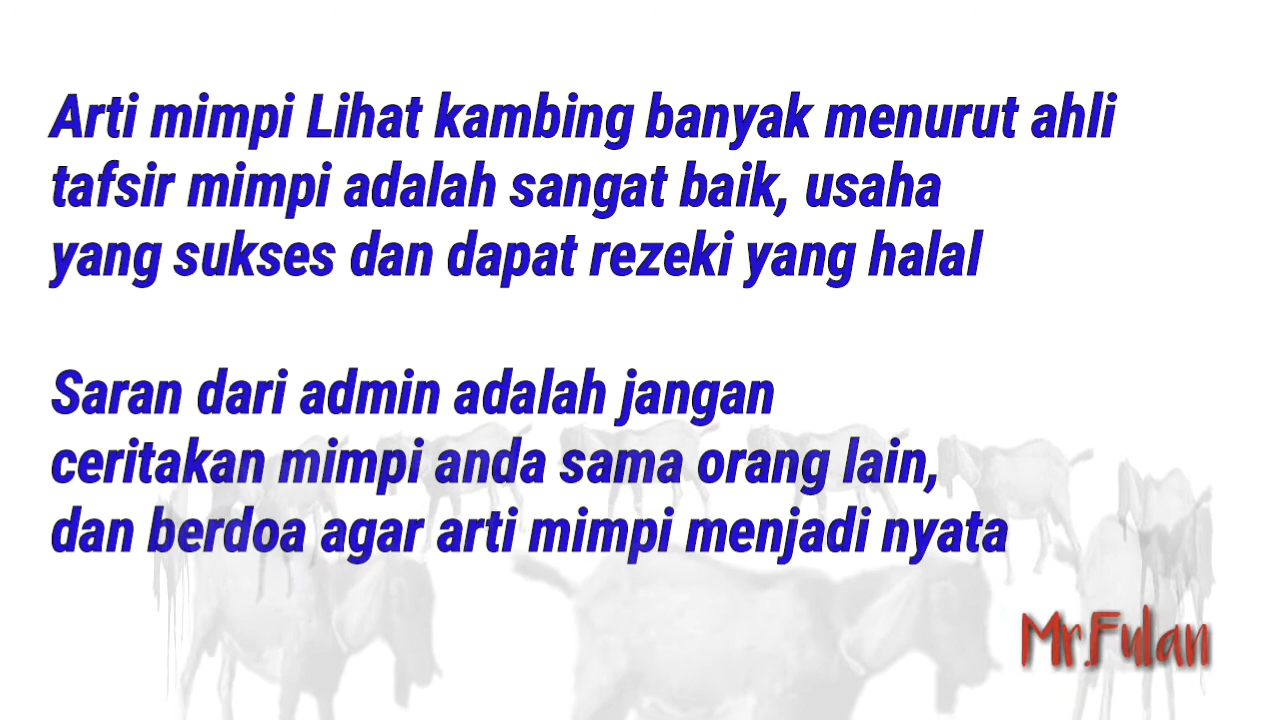 Arti mimpi Lihat kambing banyak menurut ahli
tafsir mimpi adalah sangat baik, usaha
yang sukses dan dapat rezeki yang halal
Saran dari admin adalah jangan
ceritakan mimpi anda sama orang lain,
dan berdoa agar arti mimpi menjadi nyata
Mr.Fulan